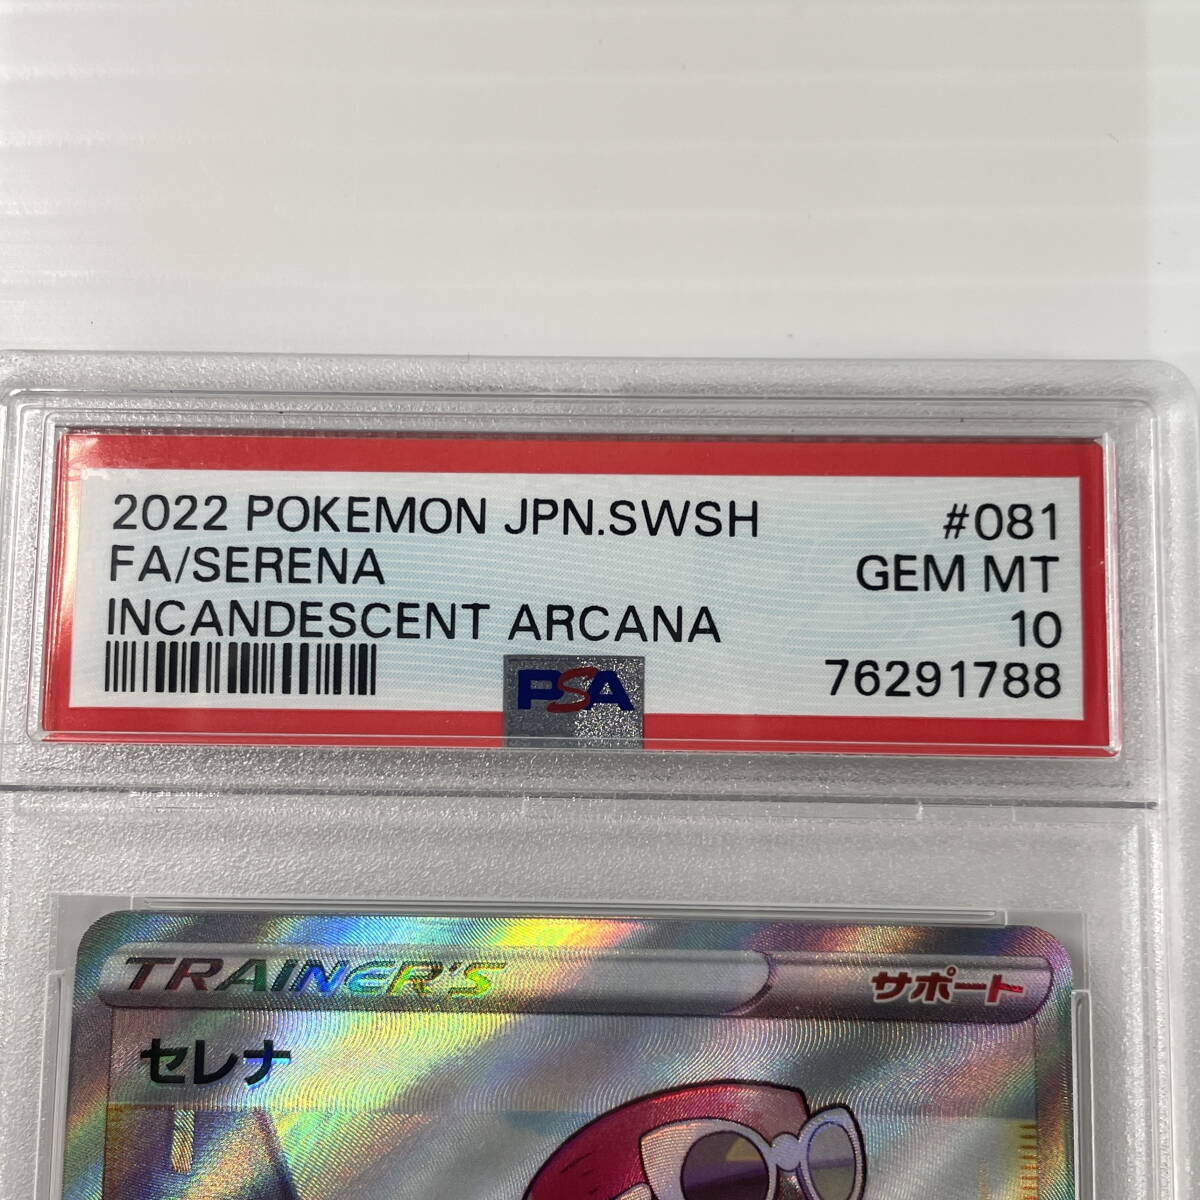 2022 POKEMON JPN.SWSH #081
FA/SERENA GEM MT
INCANDESCENT ARCANA 10
PSA 76291788
TRAINER'S サポート
セレナ